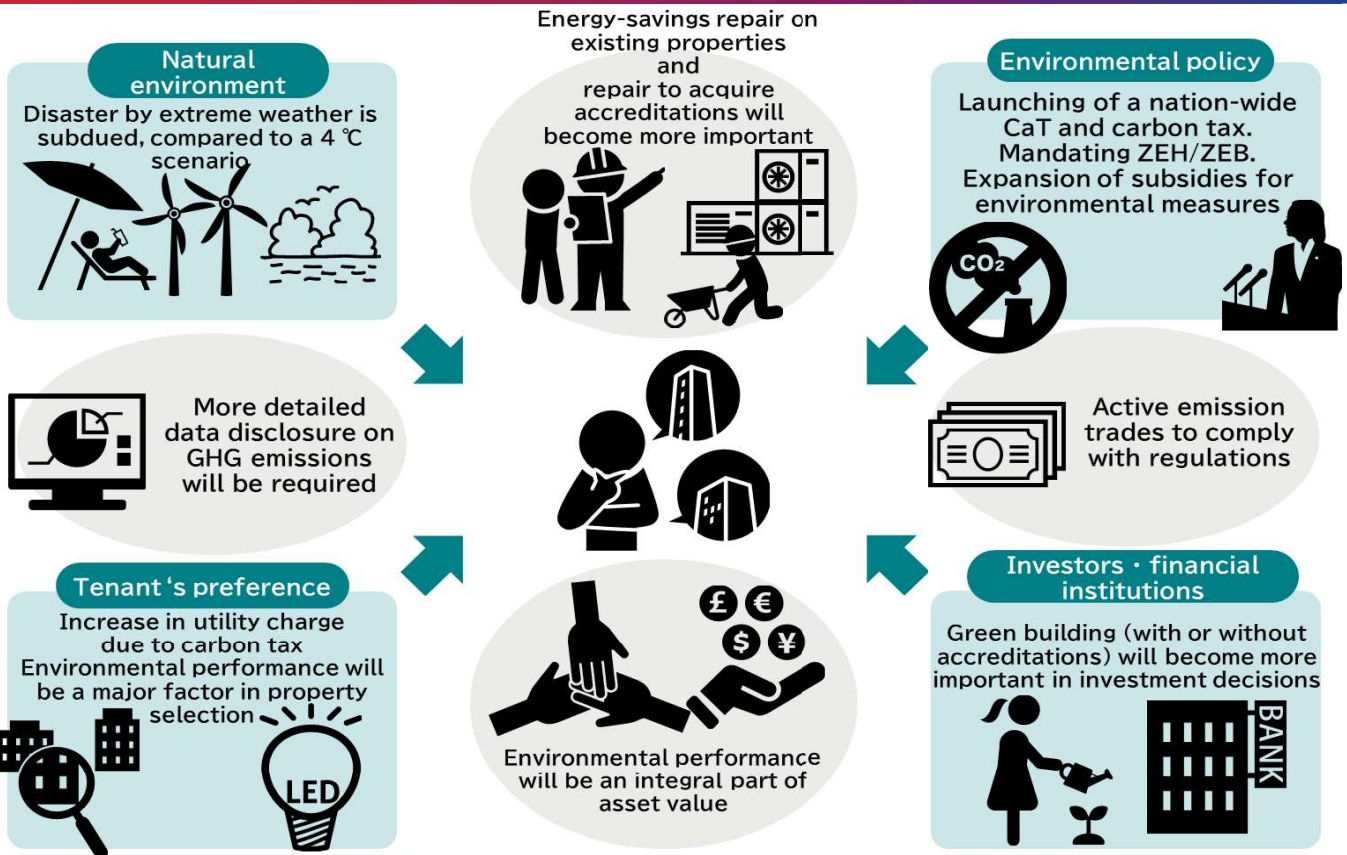 Natural
environment
Disaster by extreme weather is
subdued, compared to a 4 ℃
scenario
Energy-savings repair on
existing properties
and
repair to acquire
accreditations will
become more important
Environmental policy
Launching of a nation-wide
CaT and carbon tax.
Mandating ZEH/ZEB.
Expansion of subsidies for
environmental measures
CO₂
More detailed
data disclosure on
GHG emissions
will be required
Active emission
trades to comply
with regulations
Tenant‘s preference
Increase in utility charge
due to carbon tax
Environmental performance will
be a major factor in property
selection
LED
£ €
$ ¥
Environmental performance
will be an integral part of
asset value
Investors・financial
institutions
Green building (with or without
accreditations) will become more
important in investment decisions
BANK